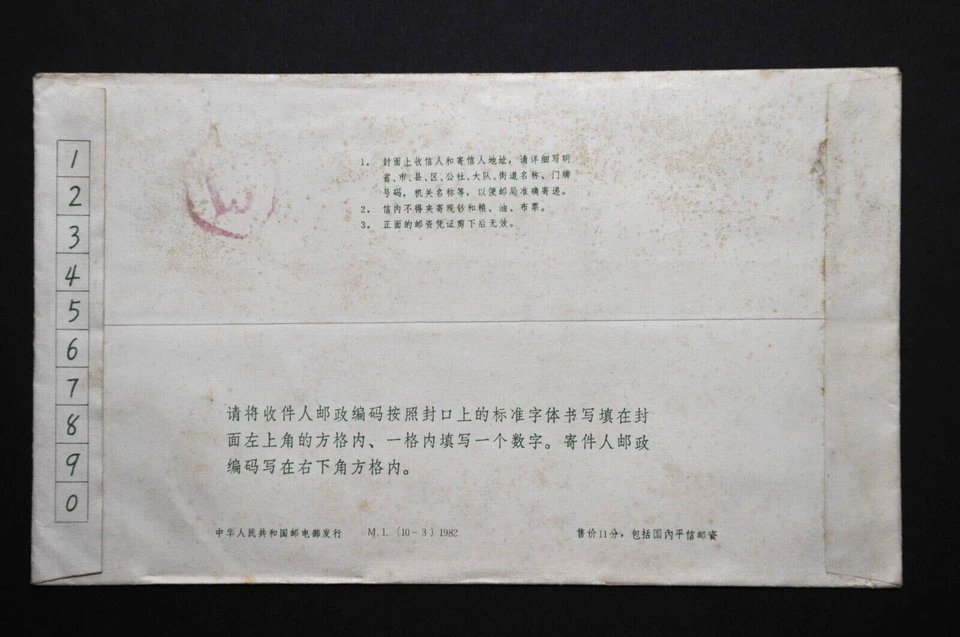 1
2
3
4
5
6
7
8
9
0
1. 封面上收信人和寄信人地址，请详细写明
省、市、县、区、公社、大队、街道名称、门牌
号码，机关名称等，以便邮局准确寄递。
2. 信内不得夹寄现钞和粮、油、布票。
3. 正面的邮资凭证剪下后无效。
请将收件人邮政编码按照封口上的标准字体书写填在封
面左上角的方格内、一格内填写一个数字。寄件人邮政
编码写在右下角方格内。
中华人民共和国邮电部发行 M.1.(10-3)1982 售价11分，包括国内平信邮资